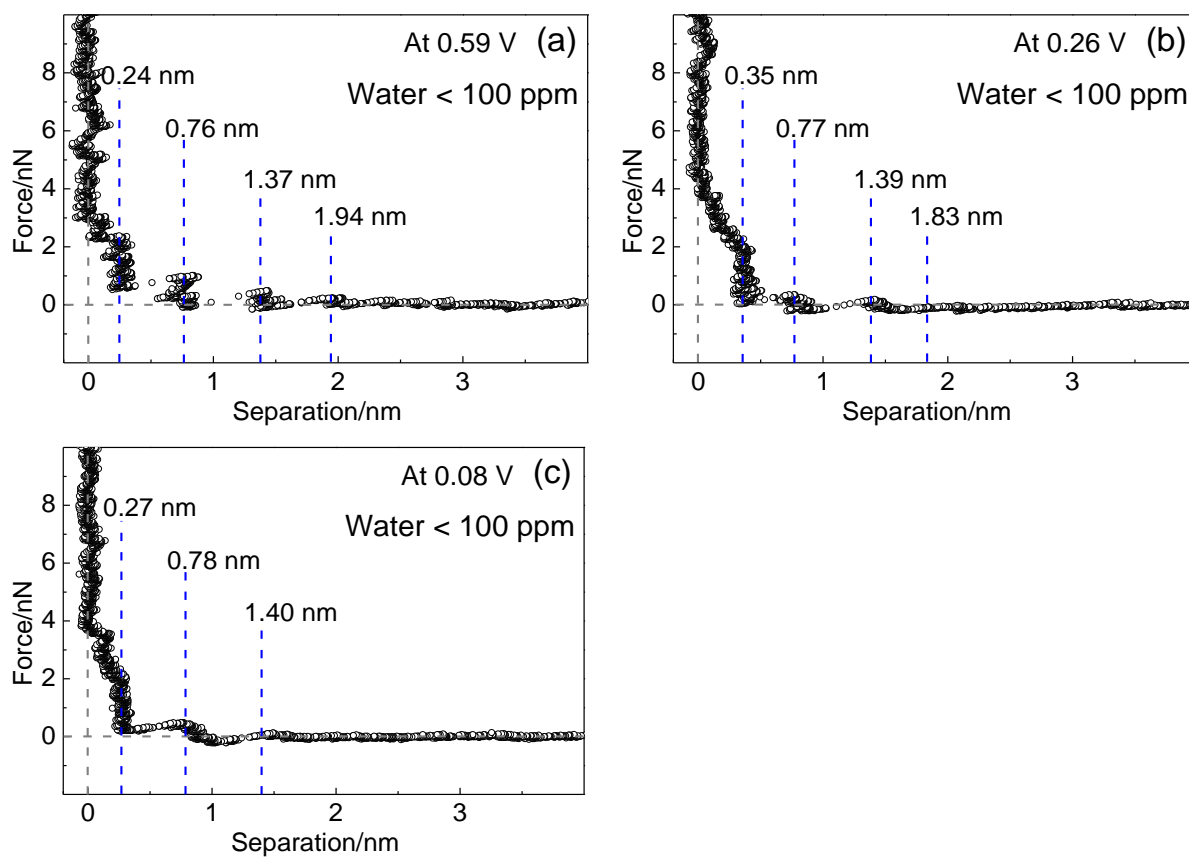 At 0.59 V (a)
Water < 100 ppm
0.24 nm
0.76 nm
1.37 nm
1.94 nm
8
6
4
2
0
Force/nN
0 1 2 3
Separation/nm
At 0.26 V (b)
Water < 100 ppm
0.35 nm
0.77 nm
1.39 nm
1.83 nm
8
6
4
2
0
Force/nN
0 1 2 3
Separation/nm
At 0.08 V (c)
Water < 100 ppm
0.27 nm
0.78 nm
1.40 nm
8
6
4
2
0
Force/nN
0 1 2 3
Separation/nm